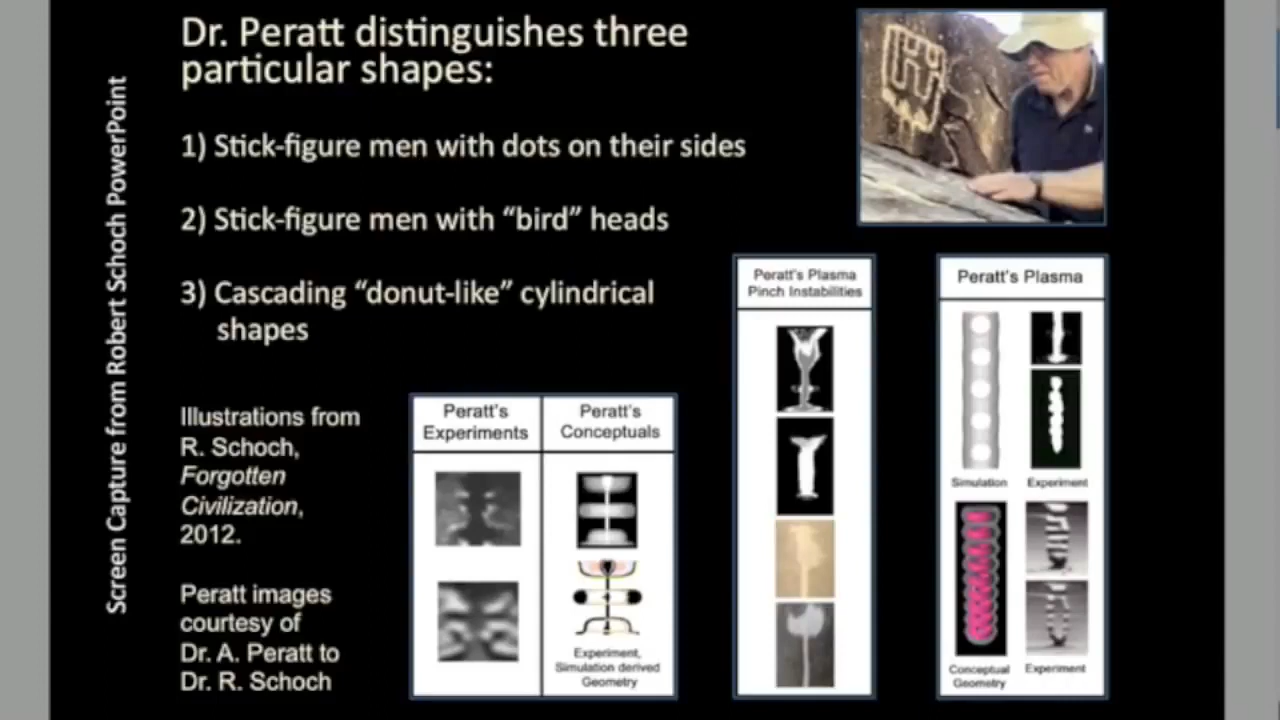 Screen Capture from Robert Schoch PowerPoint
Dr. Peratt distinguishes three
particular shapes:
1) Stick-figure men with dots on their sides
2) Stick-figure men with “bird” heads
3) Cascading “donut-like” cylindrical
shapes
Illustrations from
R. Schoch,
Forgotten
Civilization,
2012.
Peratt images
courtesy of
Dr. A. Peratt to
Dr. R. Schoch
Peratt’s
Experiments
Peratt’s
Conceptuals
Experiment,
Simulation derived
Geometry
Peratt’s Plasma
Pinch Instabilities
Peratt’s Plasma
Simulation
Experiment
Conceptual
Geometry
Experiment